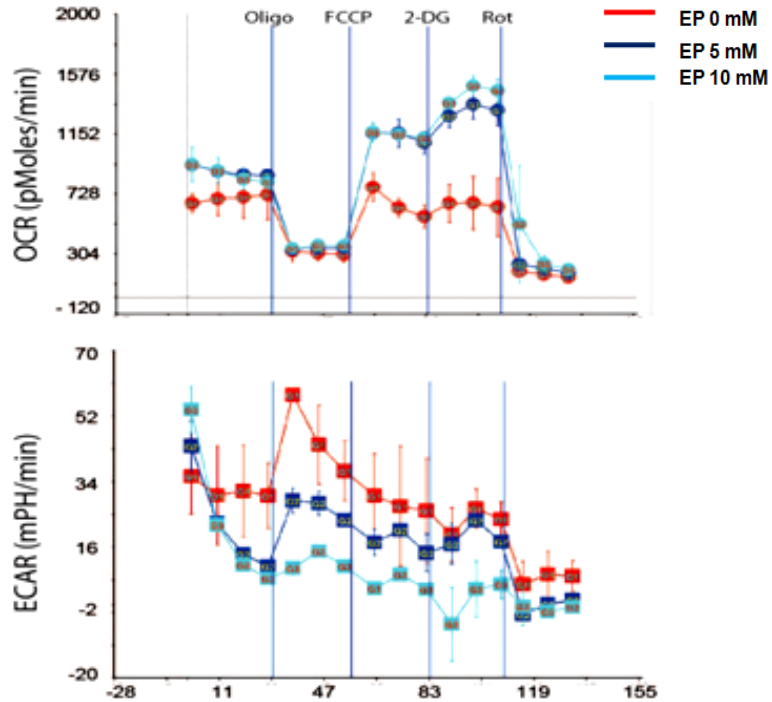 2000
Oligo FCCP 2-DG Rot
EP 0 mM
EP 5 mM
EP 10 mM
1576
1152
728
304
- 120
OCR (pMoles/min)
70
52
34
16
-2
-20
ECAR (mPH/min)
-28 11 47 83 119 155